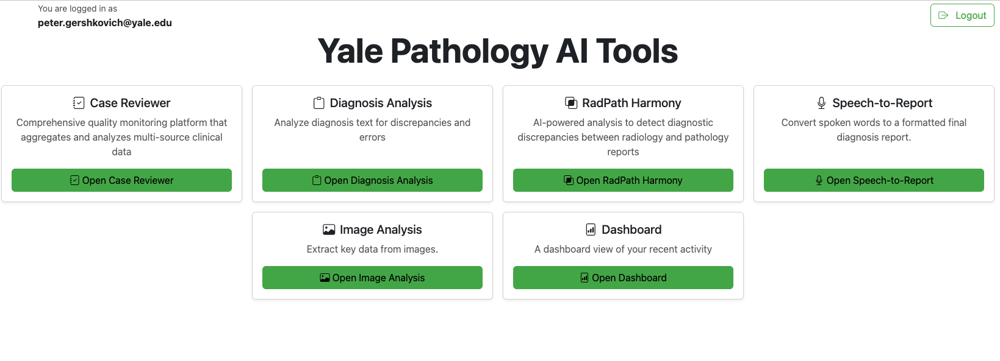 You are logged in as
peter.gershkovich@yale.edu
Logout
Yale Pathology AI Tools
Case Reviewer
Comprehensive quality monitoring platform that
aggregates and analyzes multi-source clinical
data
Open Case Reviewer
Diagnosis Analysis
Analyze diagnosis text for discrepancies and
errors
Open Diagnosis Analysis
RadPath Harmony
AI-powered analysis to detect diagnostic
discrepancies between radiology and pathology
reports
Open RadPath Harmony
Speech-to-Report
Convert spoken words to a formatted final
diagnosis report.
Open Speech-to-Report
Image Analysis
Extract key data from images.
Open Image Analysis
Dashboard
A dashboard view of your recent activity
Open Dashboard